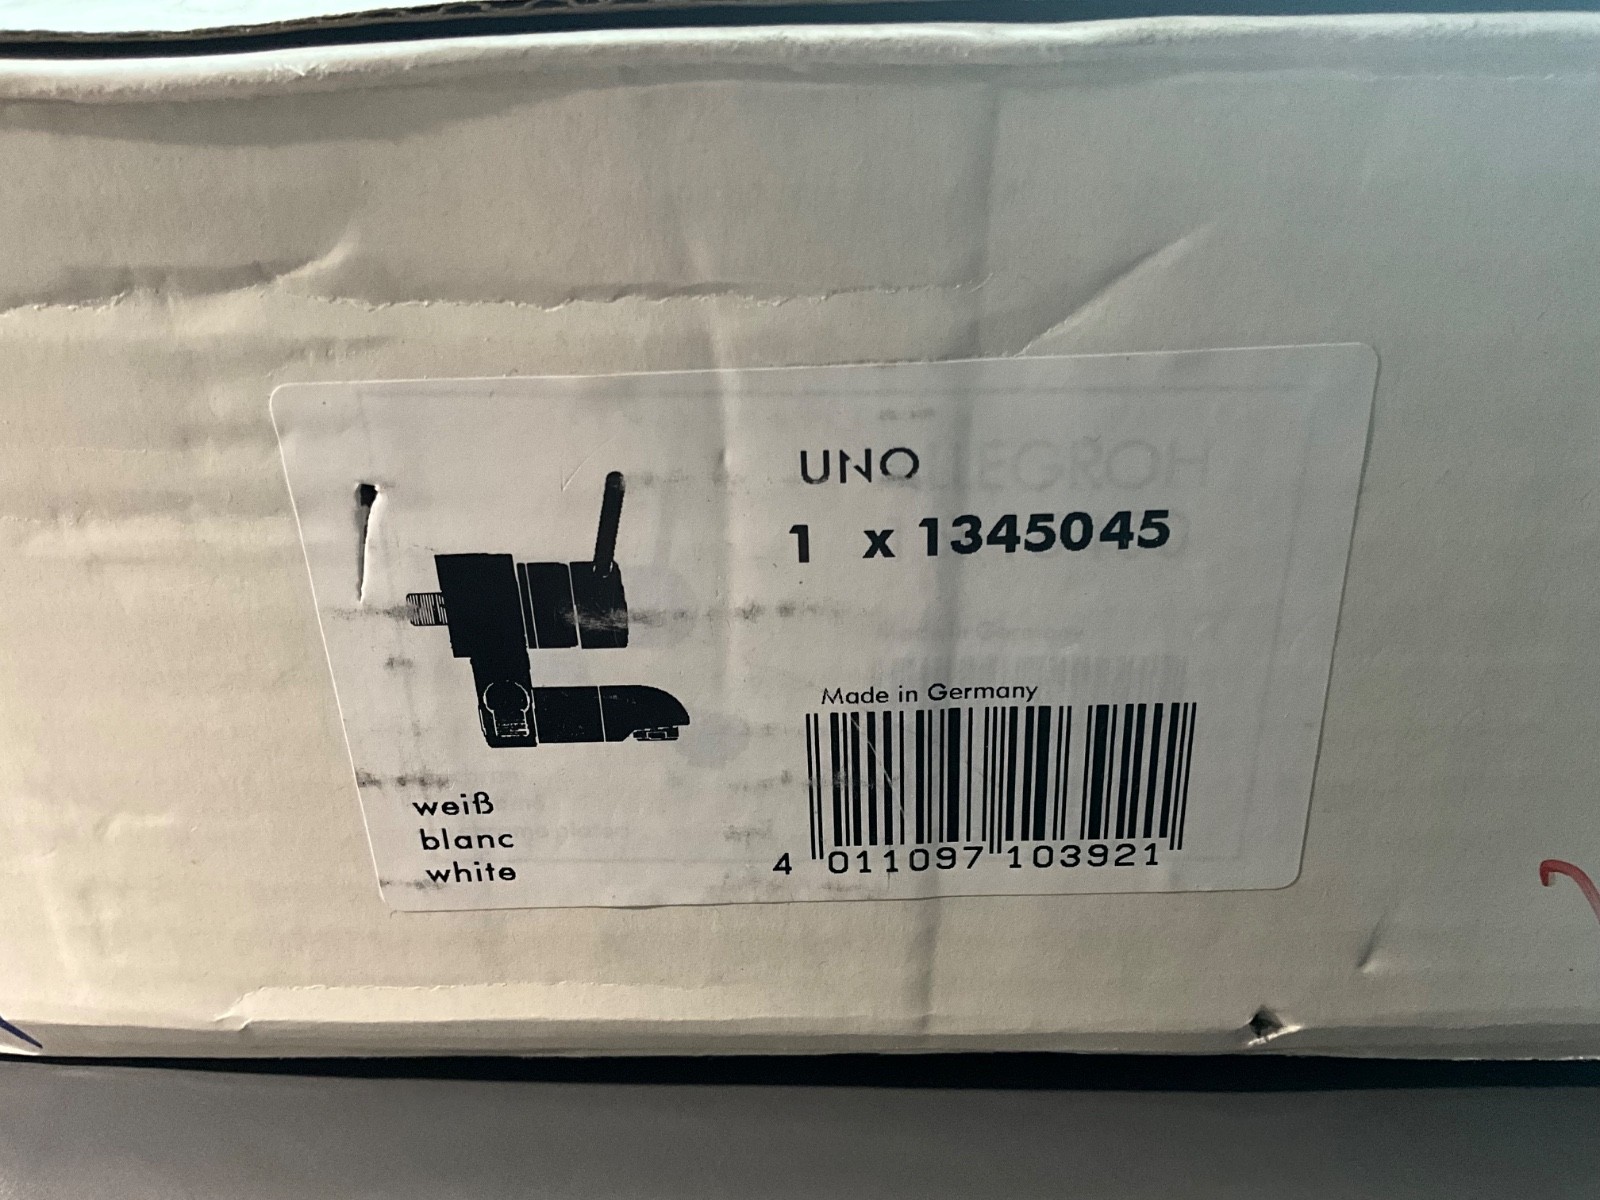 UNO
1 x 1345045
Made in Germany
4 011097 103921
weiß
blanc
white